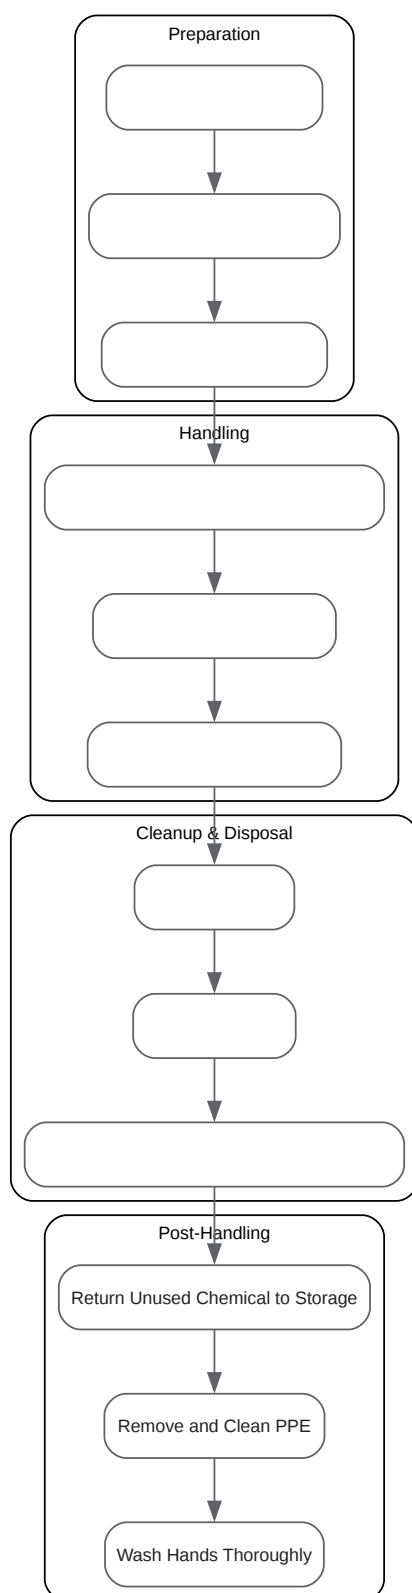 Preparation
Handling
Cleanup & Disposal
Post-Handling
Return Unused Chemical to Storage
Remove and Clean PPE
Wash Hands Thoroughly